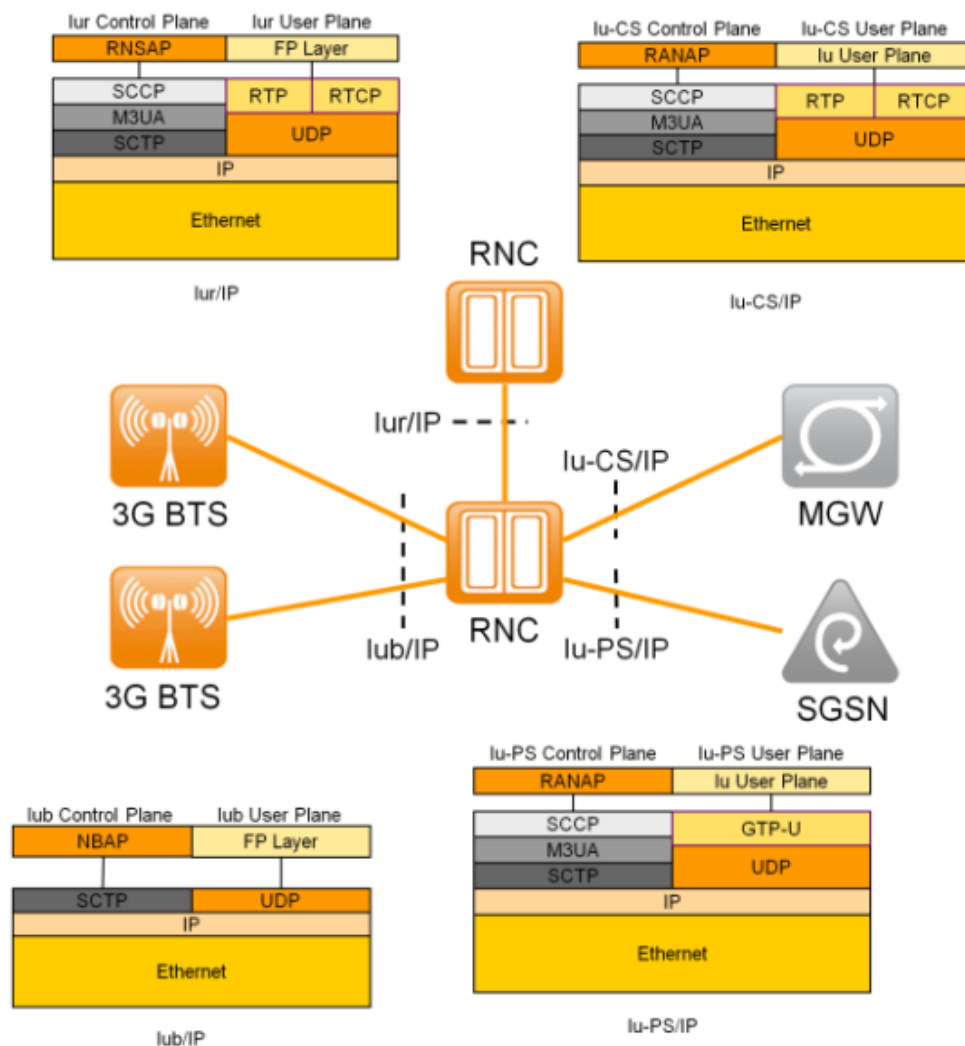 Iur Control Plane Iur User Plane
RNSAP FP Layer
SCCP RTP RTCP
M3UA UDP
SCTP
IP
Ethernet
Iur/IP
Iu-CS Control Plane Iu-CS User Plane
RANAP Iu User Plane
SCCP RTP RTCP
M3UA UDP
SCTP
IP
Ethernet
Iu-CS/IP
RNC
Iur/IP
Iu-CS/IP
3G BTS
MGW
RNC
Iub/IP
Iu-PS/IP
3G BTS
SGSN
Iub Control Plane Iub User Plane
NBAP FP Layer
SCTP UDP
IP
Ethernet
Iub/IP
Iu-PS Control Plane Iu-PS User Plane
RANAP Iu User Plane
SCCP GTP-U
M3UA UDP
SCTP
IP
Ethernet
Iu-PS/IP